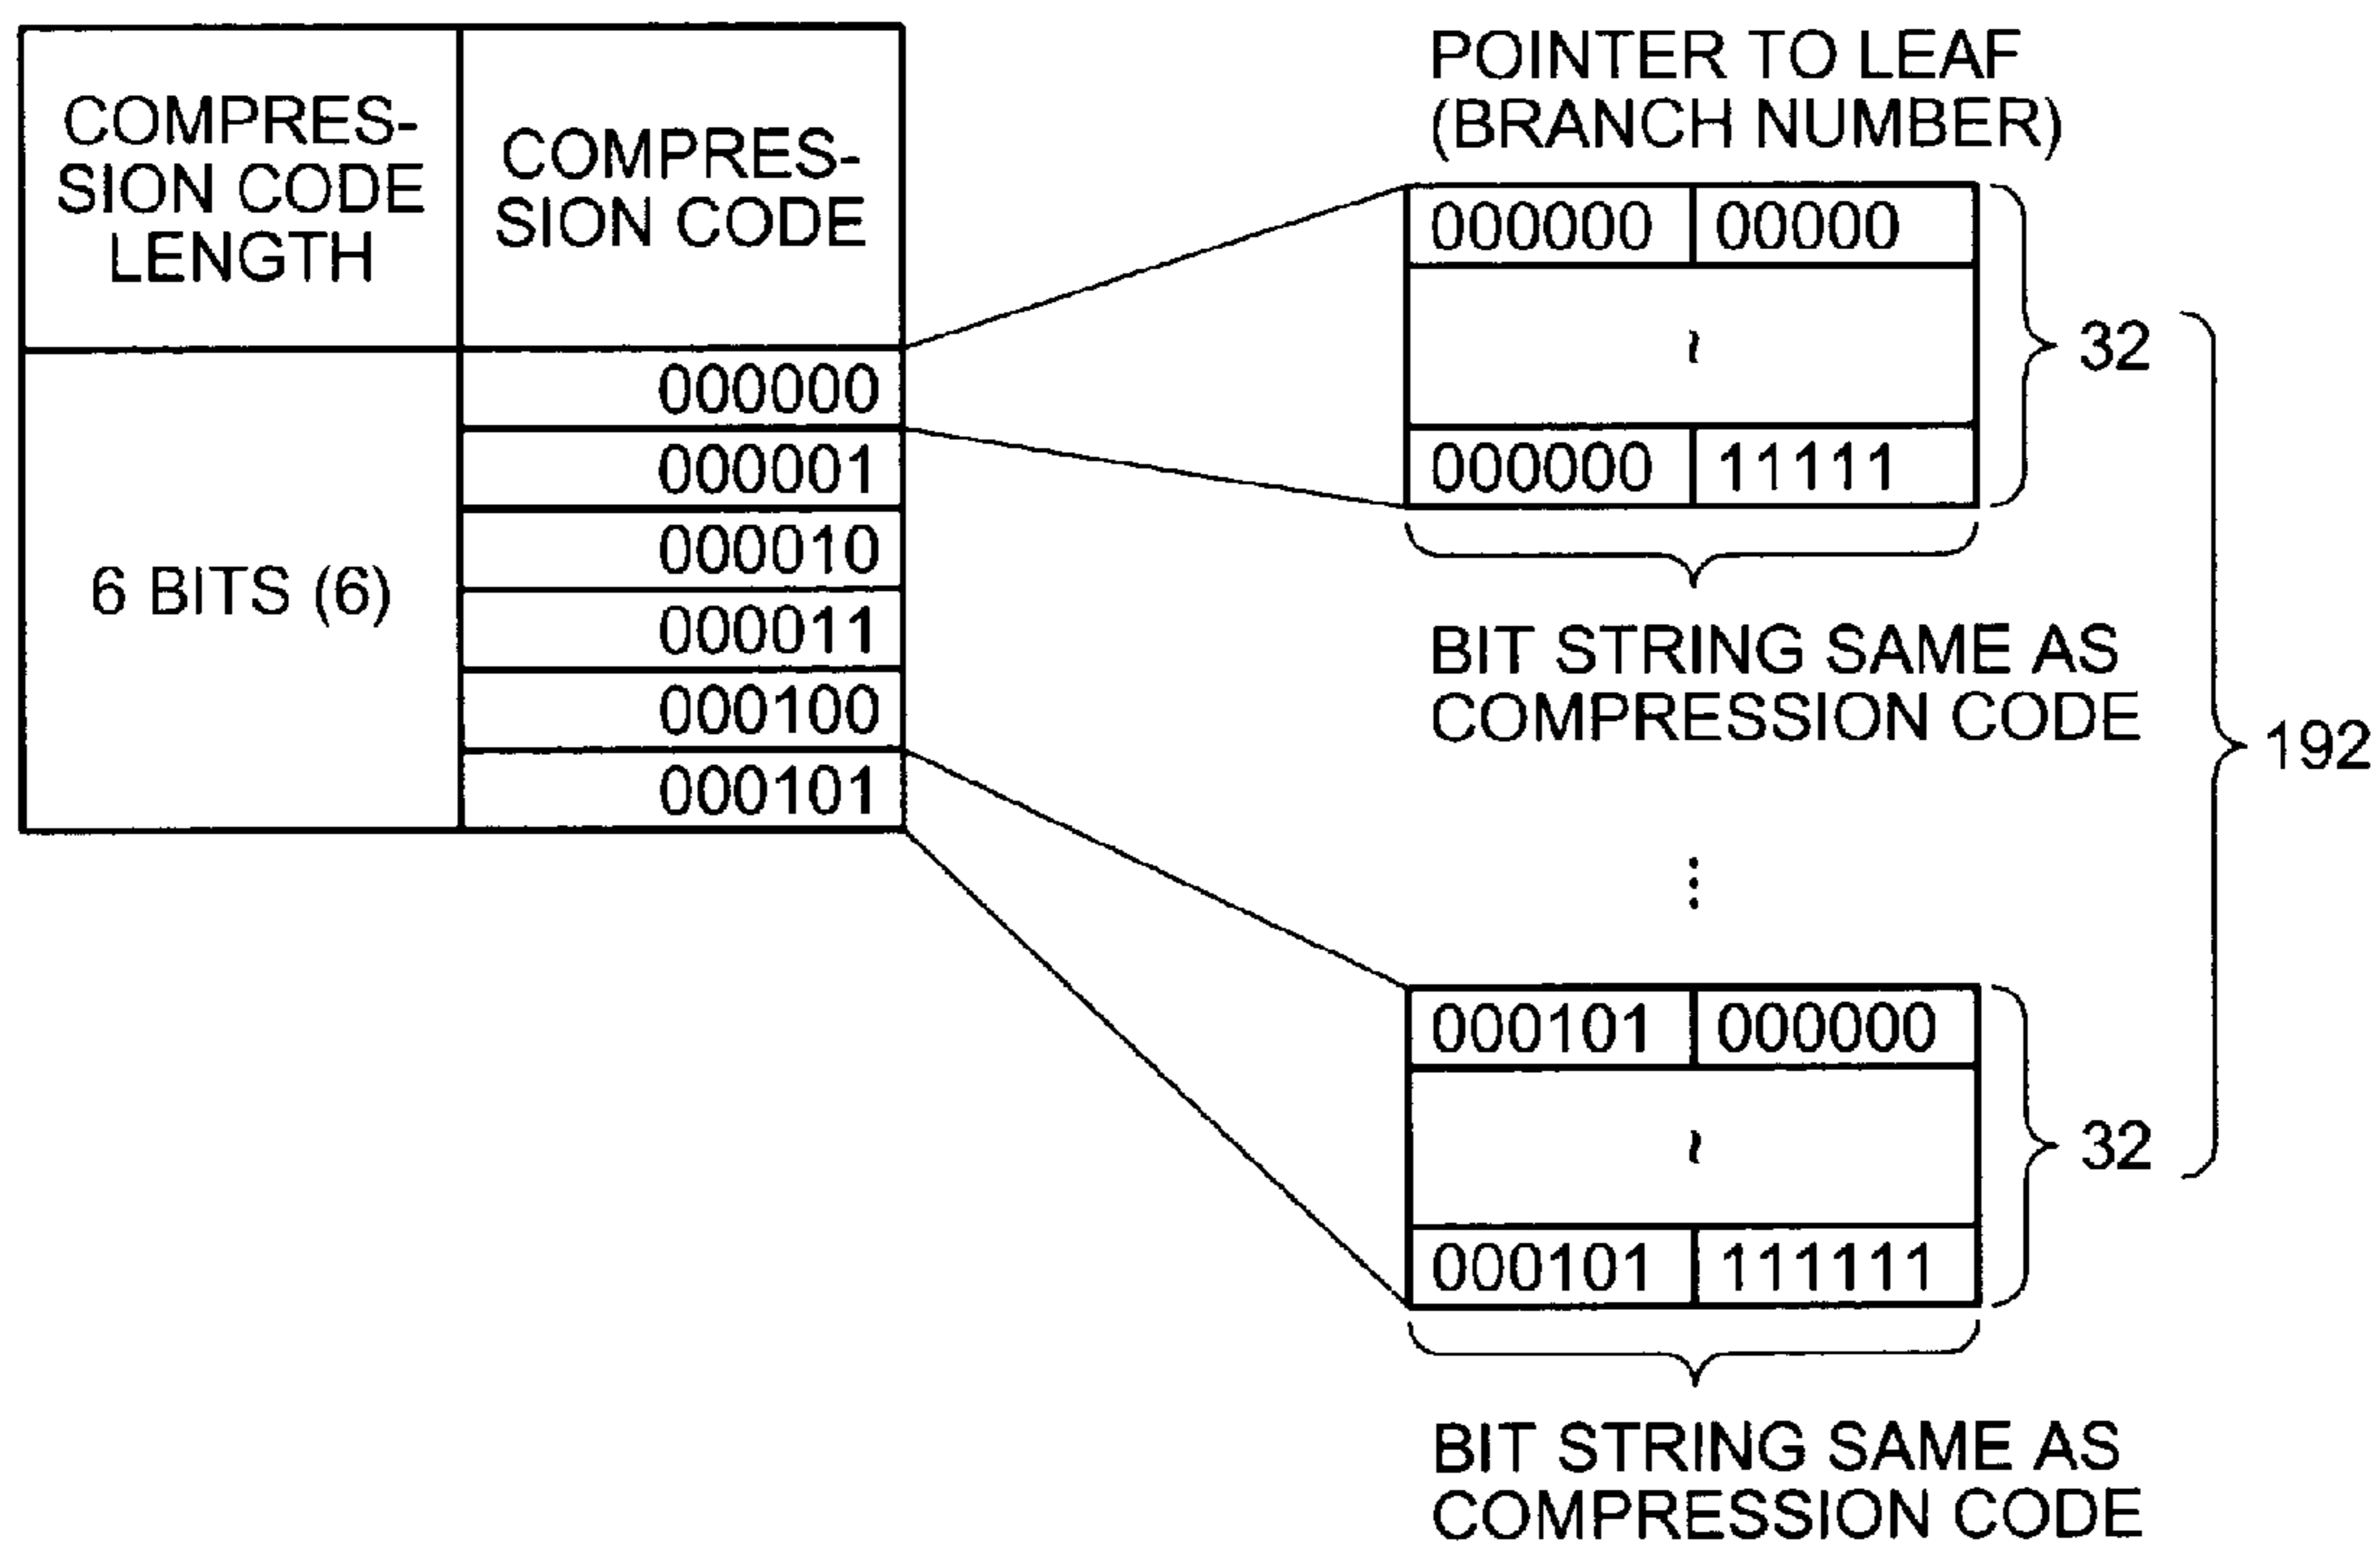 COMPRES-
SION CODE
LENGTH
COMPRES-
SION CODE
6 BITS (6)
000000
000001
000010
000011
000100
000101
POINTER TO LEAF
(BRANCH NUMBER)
000000 00000
~
000000 11111
32
BIT STRING SAME AS
COMPRESSION CODE
192
⋮
000101 000000
~
000101 111111
32
BIT STRING SAME AS
COMPRESSION CODE